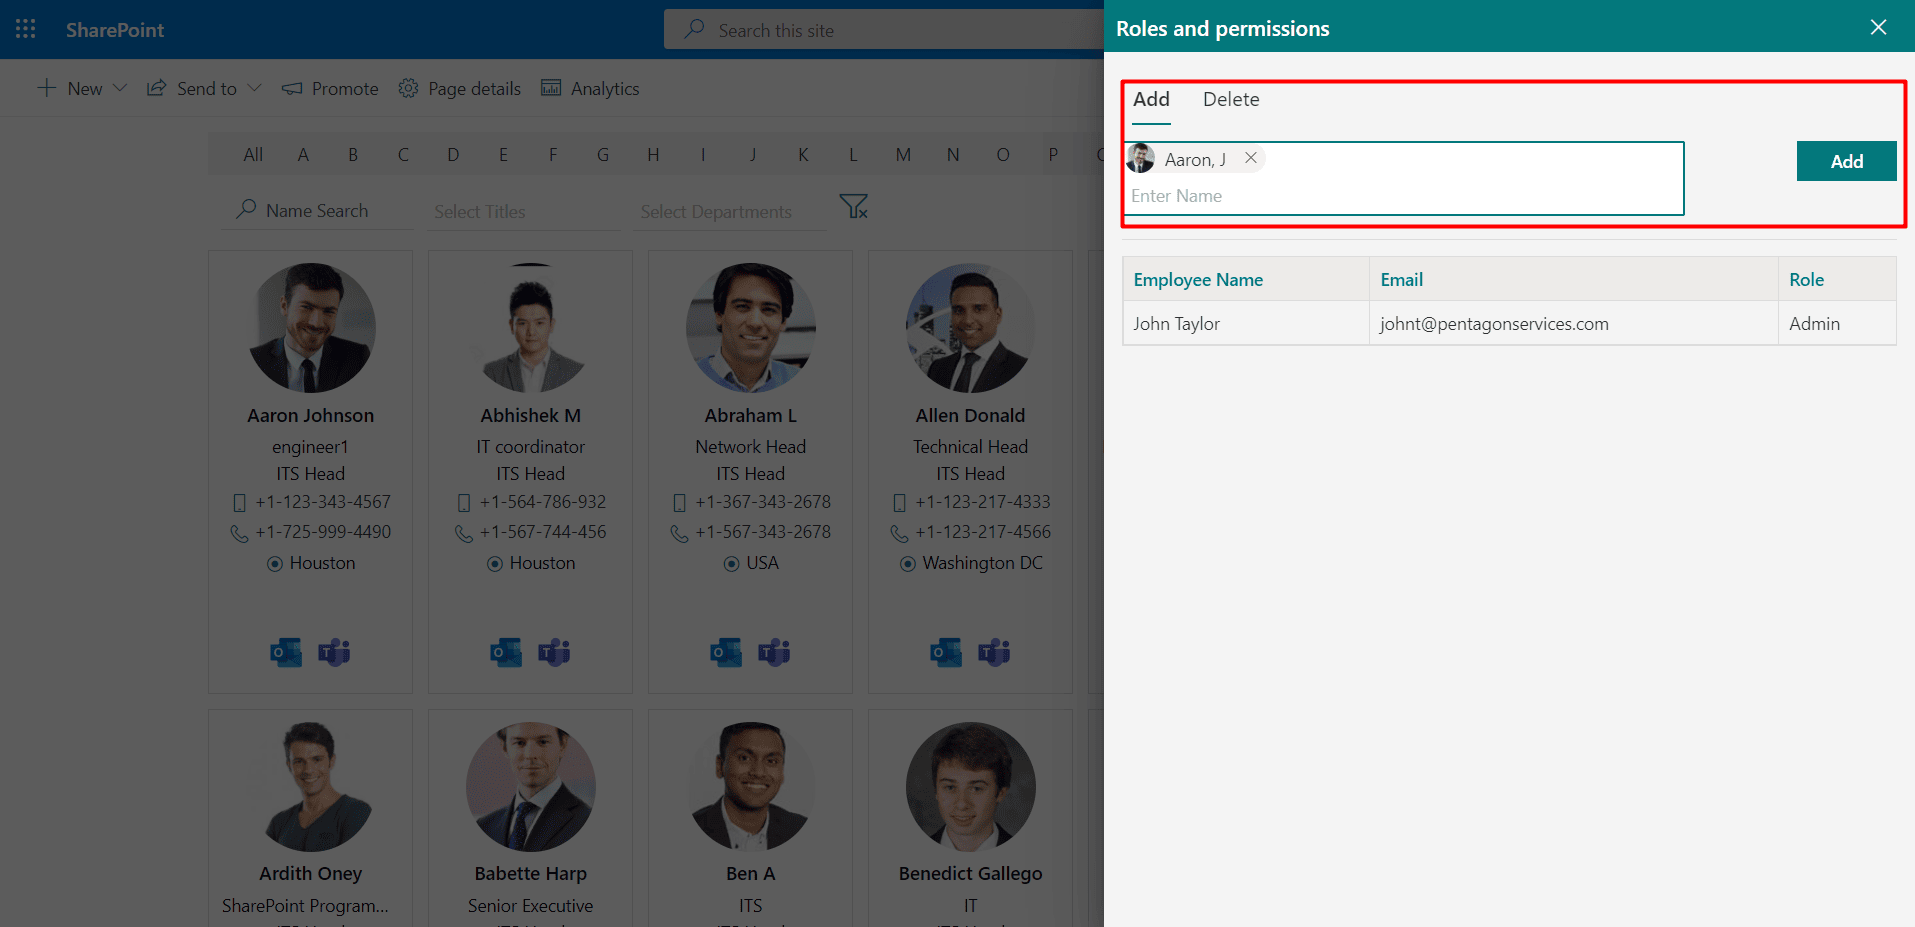 SharePoint
Search this site
New
Send to
Promote
Page details
Analytics
All A B C D E F G H I J K L M N O P
Name Search
Select Titles
Select Departments
Aaron Johnson
engineer1
ITS Head
+1-123-343-4567
+1-725-999-4490
Houston
Abhishek M
IT coordinator
ITS Head
+1-564-786-932
+1-567-744-456
Houston
Abraham L
Network Head
ITS Head
+1-367-343-2678
+1-567-343-2678
USA
Allen Donald
Technical Head
ITS Head
+1-123-217-4333
+1-123-217-4566
Washington DC
Ardith Oney
SharePoint Program...
Babette Harp
Senior Executive
Ben A
ITS
Benedict Gallego
IT
Roles and permissions
Add
Delete
Aaron, J
Enter Name
Add
Employee Name Email Role
John Taylor johnt@pentagonservices.com Admin